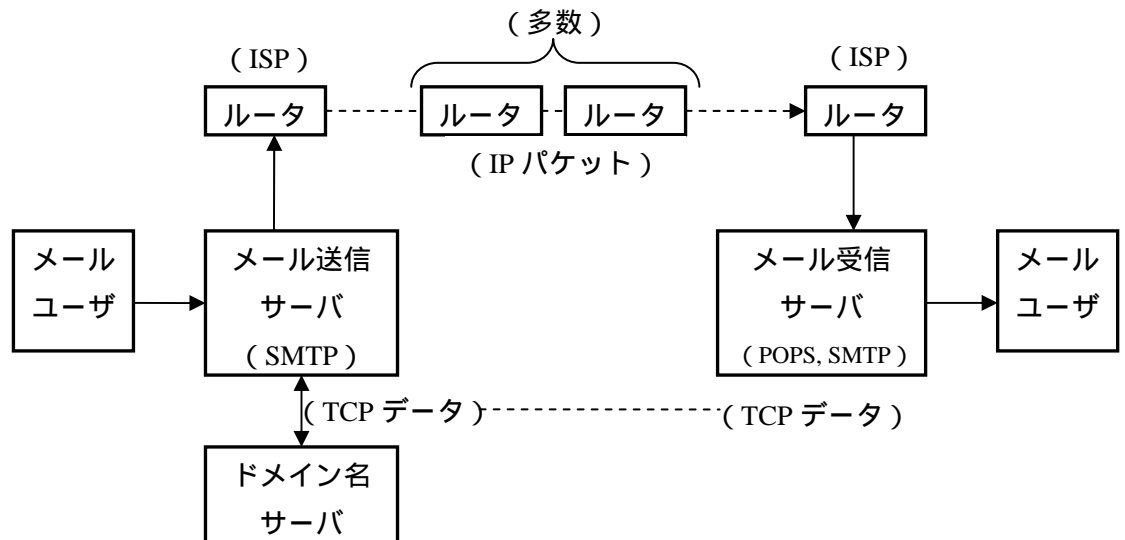 （多数）
（ISP）
（ISP）
ルータ
ルータ
ルータ
ルータ
（IP パケット）
メール
ユーザ
メール送信
サーバ
（SMTP）
メール受信
サーバ
（POPS, SMTP）
メール
ユーザ
（TCP データ）
（TCP データ）
ドメイン名
サーバ